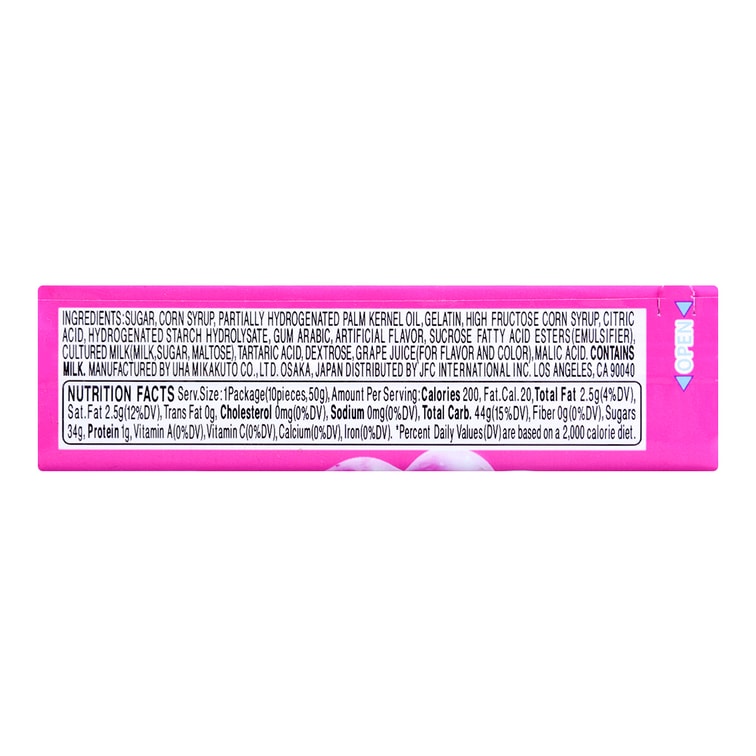 INGREDIENTS:SUGAR, CORN SYRUP, PARTIALLY HYDROGENATED PALM KERNEL OIL, GELATIN, HIGH FRUCTOSE CORN SYRUP, CITRIC
ACID, HYDROGENATED STARCH HYDROLYSATE, GUM ARABIC, ARTIFICIAL FLAVOR, SUCROSE FATTY ACID ESTERS(EMULSIFIER),
CULTURED MILK(MILK, SUGAR, MALTOSE), TARTARIC ACID, DEXTROSE, GRAPE JUICE(FOR FLAVOR AND COLOR), MALIC ACID. CONTAINS
MILK. MANUFACTURED BY UHA MIKAKUTO CO., LTD. OSAKA, JAPAN DISTRIBUTED BY JFC INTERNATIONAL INC. LOS ANGELES, CA 90040
NUTRITION FACTS Serv.Size:1Package(10pieces,50g), Amount Per Serving:Calories 200, Fat.Cal.20, Total Fat 2.5g(4%DV),
Sat.Fat 2.5g(12%DV), Trans Fat 0g, Cholesterol 0mg(0%DV), Sodium 0mg(0%DV), Total Carb. 44g(15%DV), Fiber 0g(0%DV), Sugars
34g, Protein 1g, Vitamin A(0%DV), Vitamin C(0%DV), Calcium(0%DV), Iron(0%DV). *Percent Daily Values(DV)are based on a 2,000 calorie diet.
OPEN